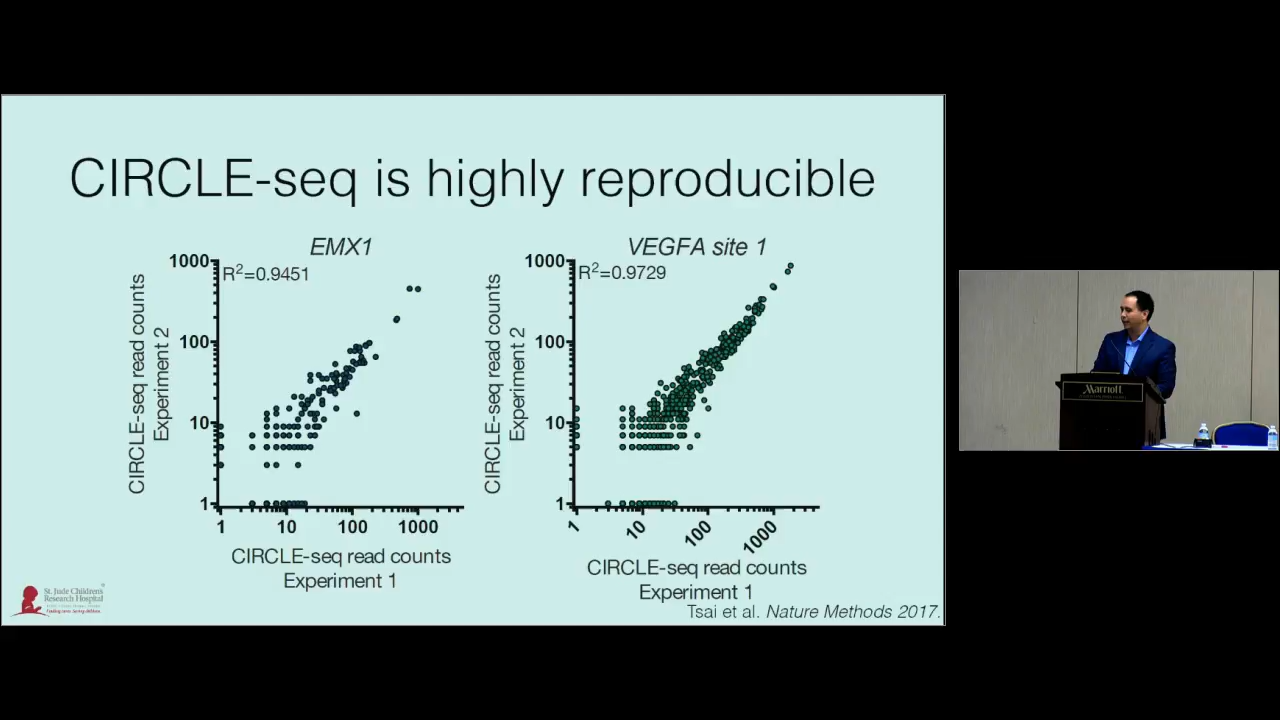 CIRCLE-seq is highly reproducible
EMX1
R²=0.9451
CIRCLE-seq read counts
Experiment 2
1000
100
10
1
1 10 100 1000
CIRCLE-seq read counts
Experiment 1
VEGFA site 1
R²=0.9729
CIRCLE-seq read counts
Experiment 2
1000
100
10
1
1 10 100 1000
CIRCLE-seq read counts
Experiment 1
Tsai et al. Nature Methods 2017.
St. Jude Children's
Research Hospital
Marriott